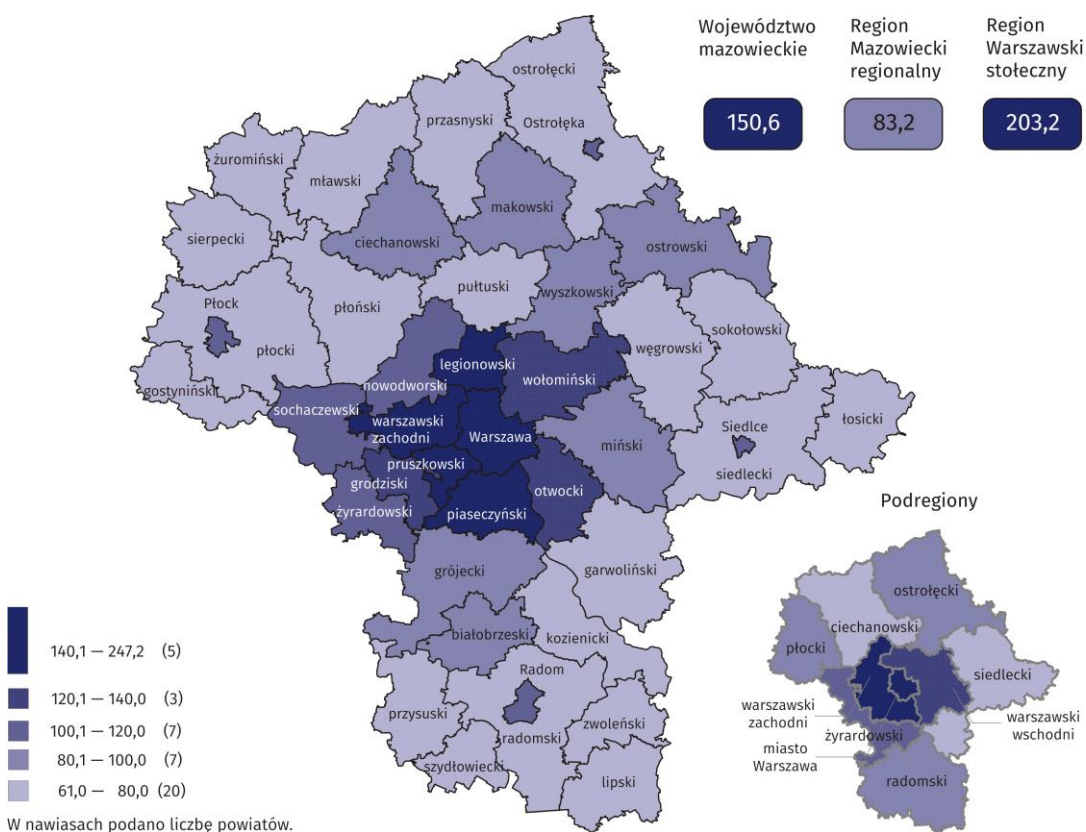 Województwo
mazowieckie
Region
Mazowiecki
regionalny
Region
Warszawski
stołeczny
150,6
83,2
203,2
ostrołęcki
przasnyski
Ostrołęka
żuromiński
mławski
makowski
sierpecki
ciechanowski
ostrowski
pułtuski
wyszkowski
Płock
płoński
sokołowski
płocki
legionowski
węgrowski
wołomiński
nowodworski
gostyniński
sochaczewski
warszawski
zachodni
Warszawa
Siedlce
łosicki
miński
pruszkowski
siedlecki
grodziski
otwocki
żyrardowski
piaseczyński
grójecki
garwoliński
białobrzeski
kozienicki
Radom
przysuski
zwoleński
radomski
szydłowiecki
lipski
Podregiony
ostrołęcki
ciechanowski
płocki
siedlecki
warszawski
zachodni
warszawski
wschodni
żyrardowski
miasto
Warszawa
radomski
140,1 — 247,2 (5)
120,1 — 140,0 (3)
100,1 — 120,0 (7)
80,1 — 100,0 (7)
61,0 — 80,0 (20)
W nawiasach podano liczbę powiatów.